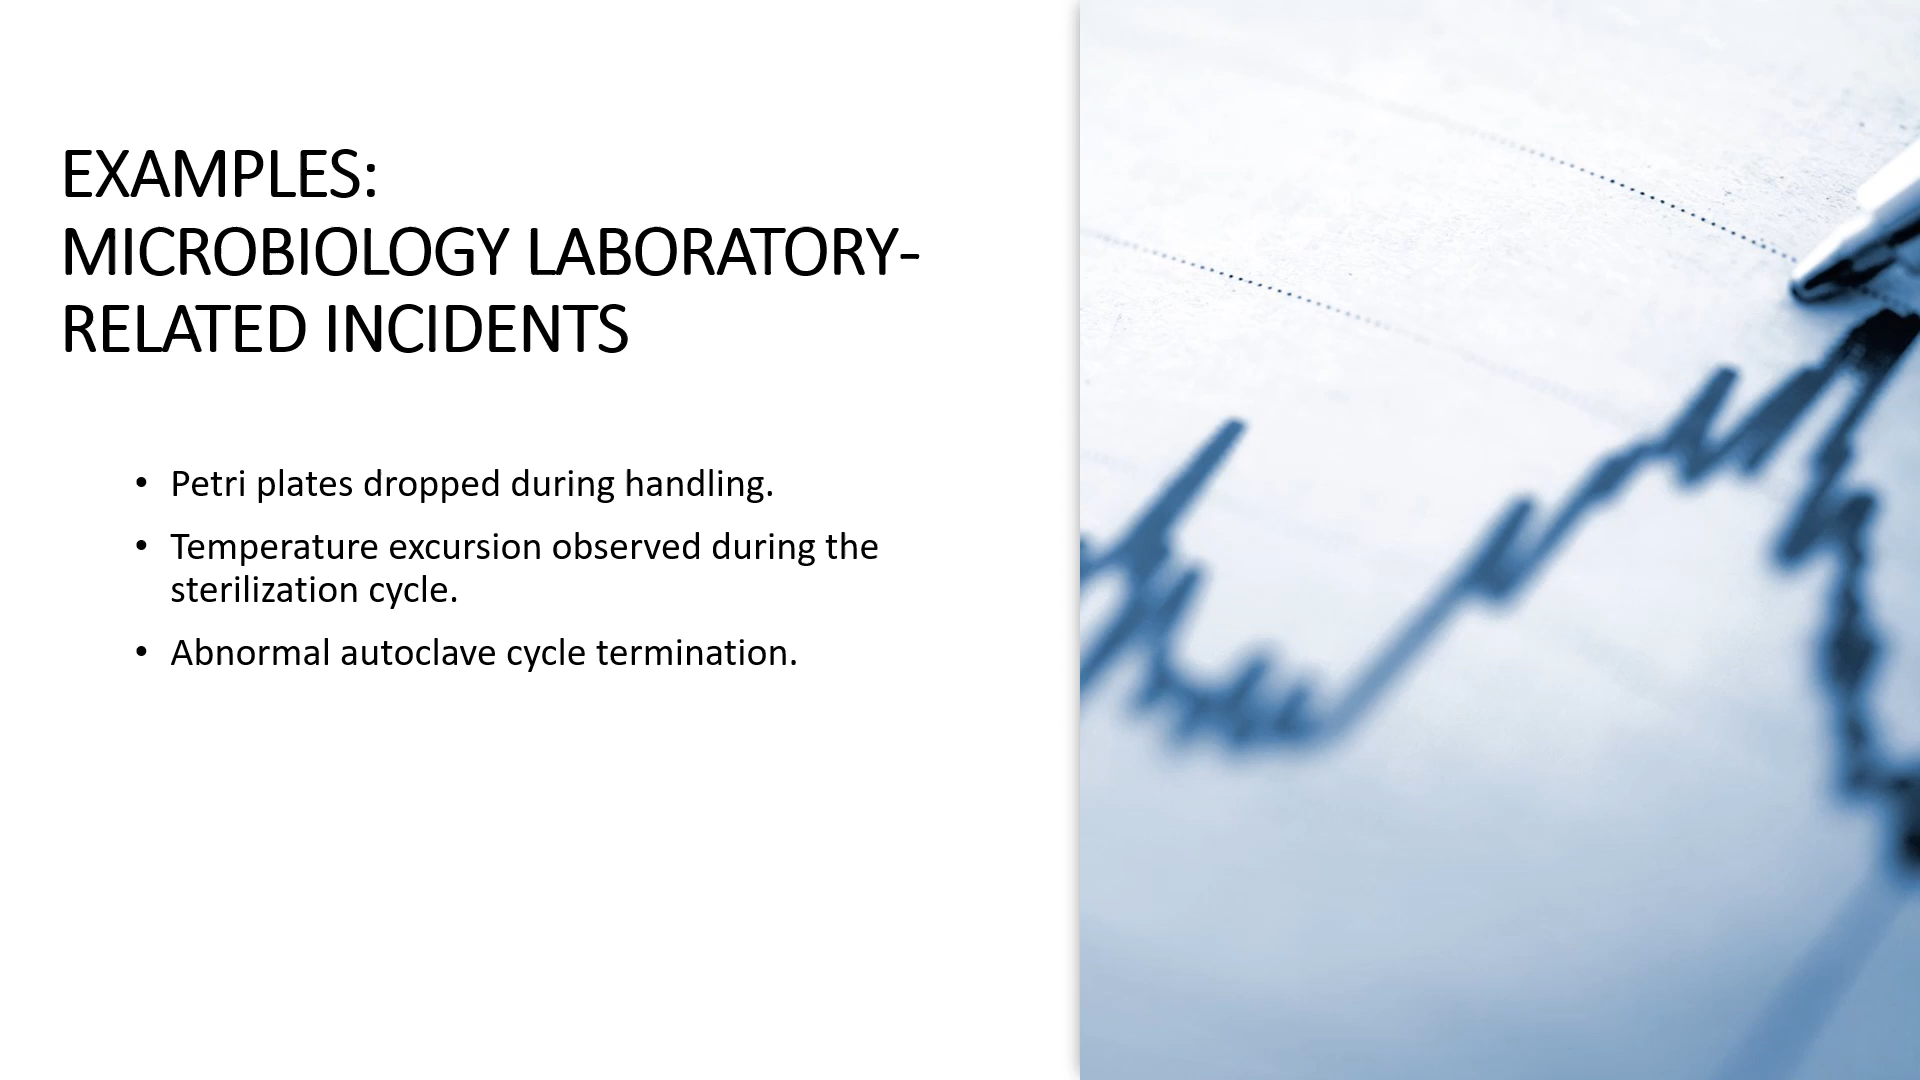 EXAMPLES:
MICROBIOLOGY LABORATORY-
RELATED INCIDENTS
• Petri plates dropped during handling.
• Temperature excursion observed during the
sterilization cycle.
• Abnormal autoclave cycle termination.